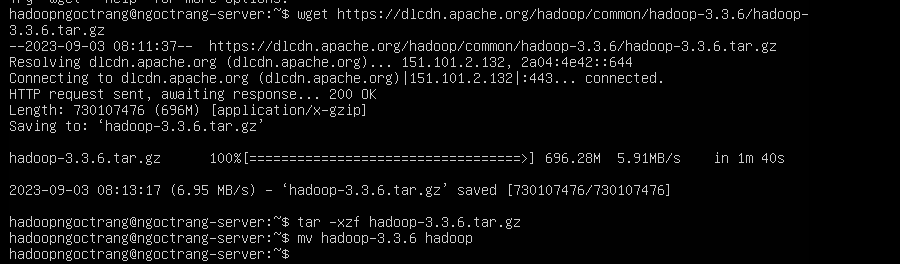 Try `wget --help' for more options.
hadoopngoctrang@ngoctrang-server:~$ wget https://dlcdn.apache.org/hadoop/common/hadoop-3.3.6/hadoop-
3.3.6.tar.gz
--2023-09-03 08:11:37--  https://dlcdn.apache.org/hadoop/common/hadoop-3.3.6/hadoop-3.3.6.tar.gz
Resolving dlcdn.apache.org (dlcdn.apache.org)... 151.101.2.132, 2a04:4e42::644
Connecting to dlcdn.apache.org (dlcdn.apache.org)|151.101.2.132|:443... connected.
HTTP request sent, awaiting response... 200 OK
Length: 730107476 (696M) [application/x-gzip]
Saving to: ‘hadoop-3.3.6.tar.gz’
hadoop-3.3.6.tar.gz      100%[==================================>] 696.28M  5.91MB/s    in 1m 40s
2023-09-03 08:13:17 (6.95 MB/s) – ‘hadoop-3.3.6.tar.gz’ saved [730107476/730107476]
hadoopngoctrang@ngoctrang-server:~$ tar -xzf hadoop-3.3.6.tar.gz
hadoopngoctrang@ngoctrang-server:~$ mv hadoop-3.3.6 hadoop
hadoopngoctrang@ngoctrang-server:~$